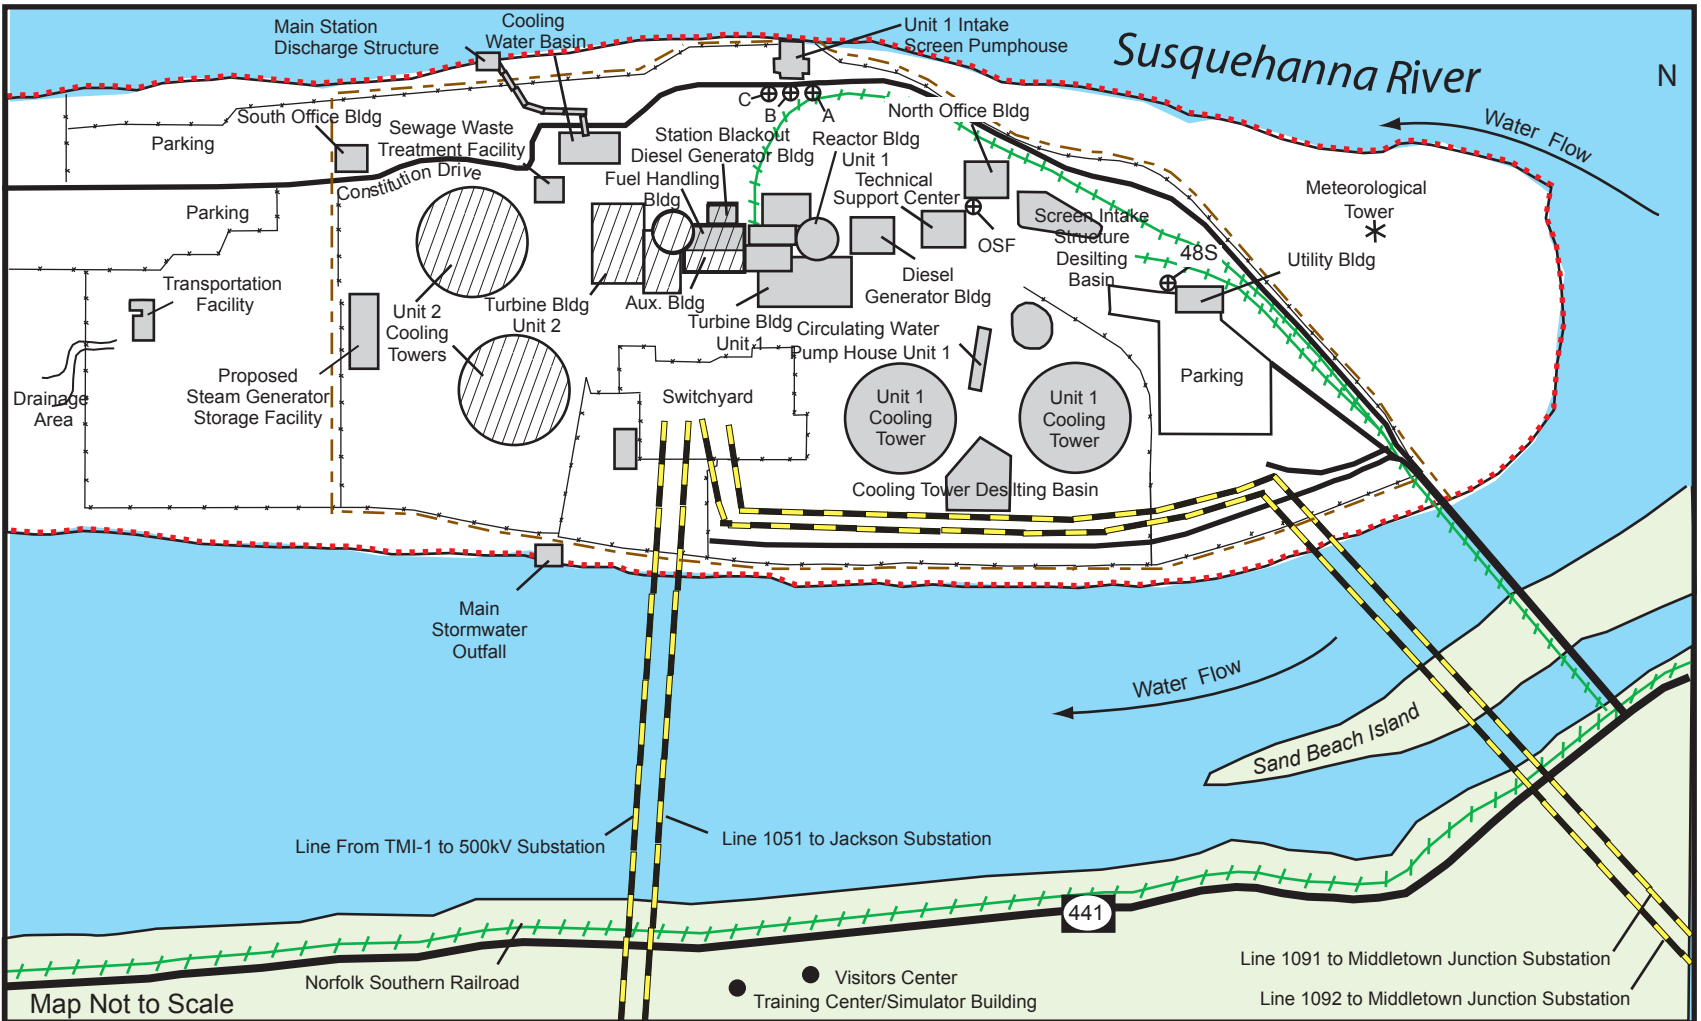 Main Station
Discharge Structure
Cooling
Water Basin
Unit 1 Intake
Screen Pumphouse
Susquehanna River
N
Water Flow
C
B
A
North Office Bldg
South Office Bldg
Parking
Sewage Waste
Treatment Facility
Station Blackout
Diesel Generator Bldg
Reactor Bldg
Unit 1
Technical
Support Center
Fuel Handling
Bldg
Constitution Drive
Meteorological
Tower
Parking
OSF
Screen Intake
Structure
Desilting
Basin
48S
Utility Bldg
Transportation
Facility
Unit 2
Cooling
Towers
Turbine Bldg
Unit 2
Aux. Bldg
Turbine Bldg
Unit 1
Diesel
Generator Bldg
Circulating Water
Pump House Unit 1
Drainage
Area
Proposed
Steam Generator
Storage Facility
Switchyard
Unit 1
Cooling
Tower
Unit 1
Cooling
Tower
Parking
Cooling Tower Desilting Basin
Main
Stormwater
Outfall
Water Flow
Sand Beach Island
Line From TMI-1 to 500kV Substation
Line 1051 to Jackson Substation
441
Norfolk Southern Railroad
Visitors Center
Training Center/Simulator Building
Line 1091 to Middletown Junction Substation
Line 1092 to Middletown Junction Substation
Map Not to Scale